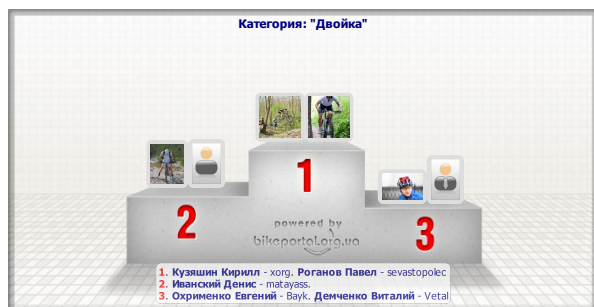 Категория: "Двойка"
1
2
3
powered by
bikeportal.org.ua
1. Кузяшин Кирилл - xorg. Роганов Павел - sevastopolec
2. Иванский Денис - matayass.
3. Охрименко Евгений - Bayk. Демченко Виталий - Vetal